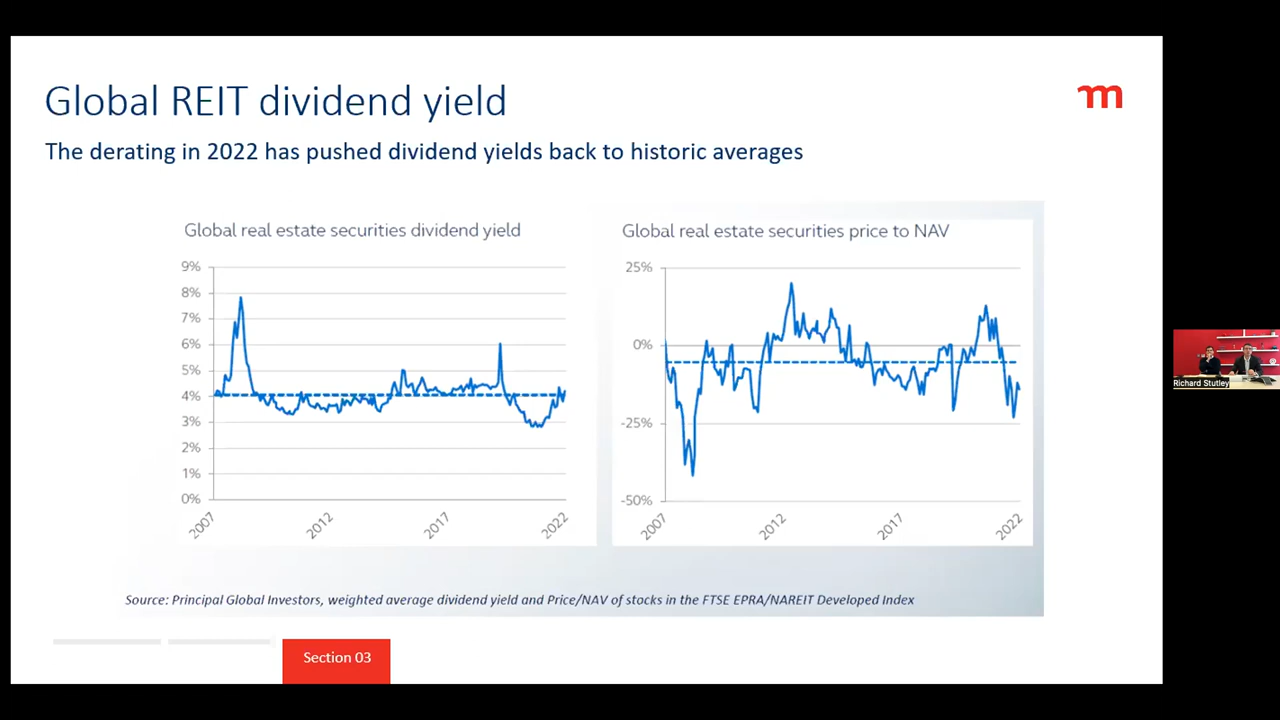 Global REIT dividend yield
m
The derating in 2022 has pushed dividend yields back to historic averages
Global real estate securities dividend yield
9%
8%
7%
6%
5%
4%
3%
2%
1%
0%
2007
2012
2017
2022
Global real estate securities price to NAV
25%
0%
-25%
-50%
2007
2012
2017
2022
Source: Principal Global Investors, weighted average dividend yield and Price/NAV of stocks in the FTSE EPRA/NAREIT Developed Index
Section 03
Richard Stutley